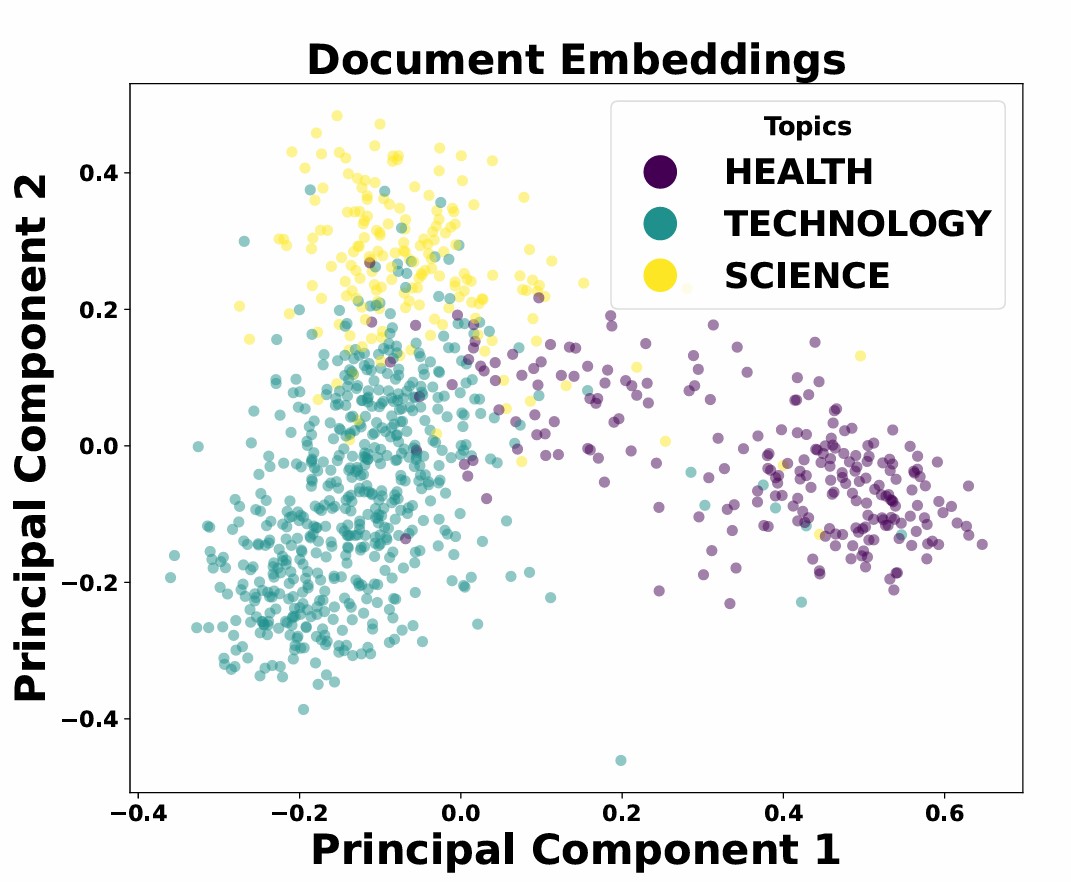 Document Embeddings
Topics
HEALTH
TECHNOLOGY
SCIENCE
Principal Component 2
0.4
0.2
0.0
−0.2
−0.4
−0.4
−0.2
0.0
0.2
0.4
0.6
Principal Component 1